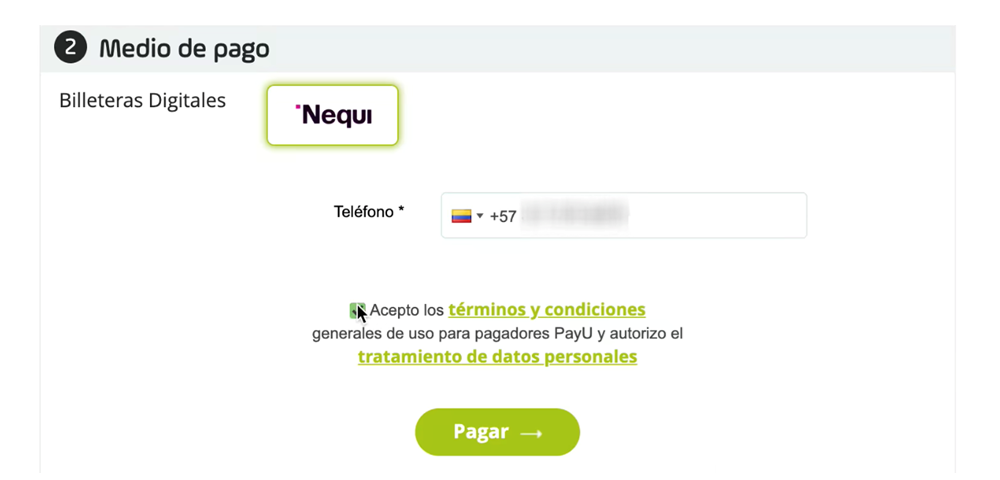 2 Medio de pago
Billeteras Digitales
Nequi
Teléfono *
+57
Acepto los términos y condiciones
generales de uso para pagadores PayU y autorizo el
tratamiento de datos personales
Pagar →